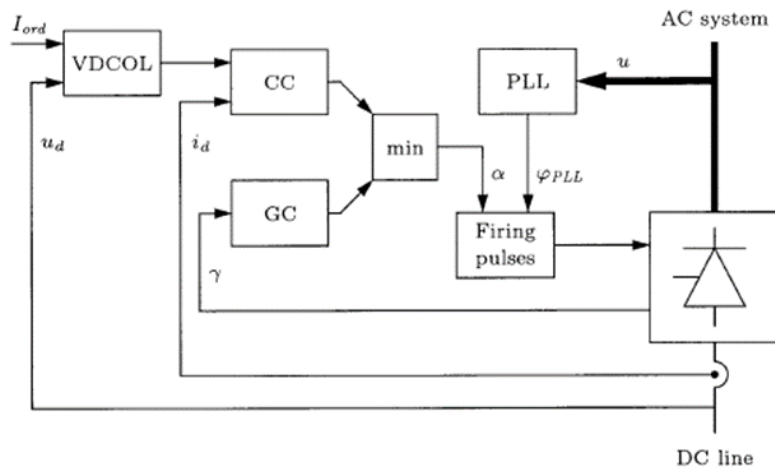 AC system
I_ord
VDCOL
CC
PLL
u
u_d
i_d
min
α
φ_PLL
GC
Firing
pulses
γ
DC line